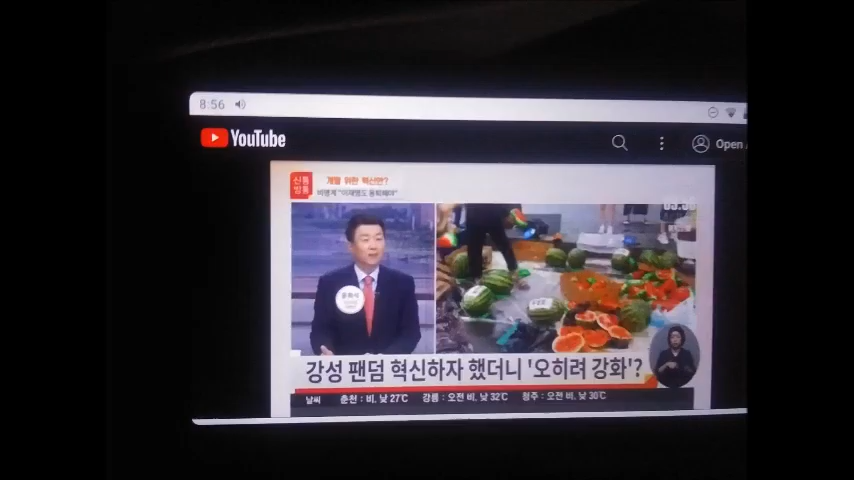 8:56
YouTube
Open
신통
방통
개딸 위한 혁신안?
비명계 "이재명도 용퇴해야"
강성 팬덤 혁신하자 했더니 '오히려 강화'?
날씨 춘천 : 비, 낮 27℃ 강릉 : 오전 비, 낮 32℃ 청주 : 오전 비, 낮 30℃